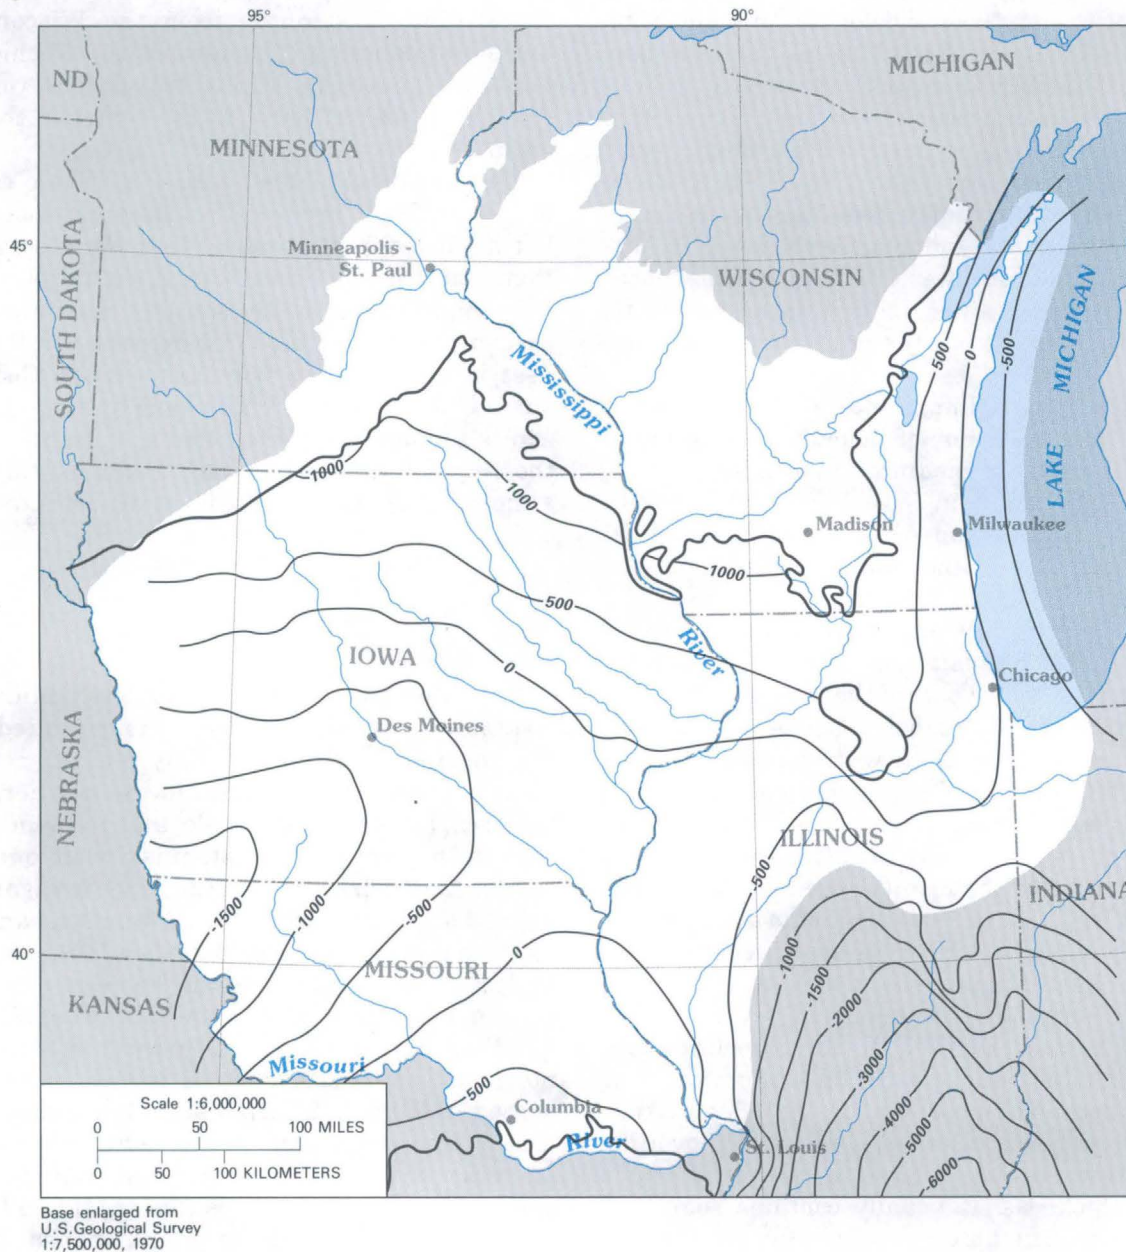 95°
90°
ND
MICHIGAN
MINNESOTA
45°
Minneapolis -
St. Paul
WISCONSIN
SOUTH DAKOTA
LAKE MICHIGAN
Mississippi
River
500
0
-500
1000
1000
Madison
Milwaukee
1000
500
IOWA
0
Chicago
Des Moines
NEBRASKA
ILLINOIS
-500
INDIANA
-1500
-1000
-500
0
-1000
-1500
-2000
40°
MISSOURI
KANSAS
-3000
Missouri
River
500
Columbia
-4000
-5000
St. Louis
-6000
Scale 1:6,000,000
0 50 100 MILES
0 50 100 KILOMETERS
Base enlarged from
U.S. Geological Survey
1:7,500,000, 1970